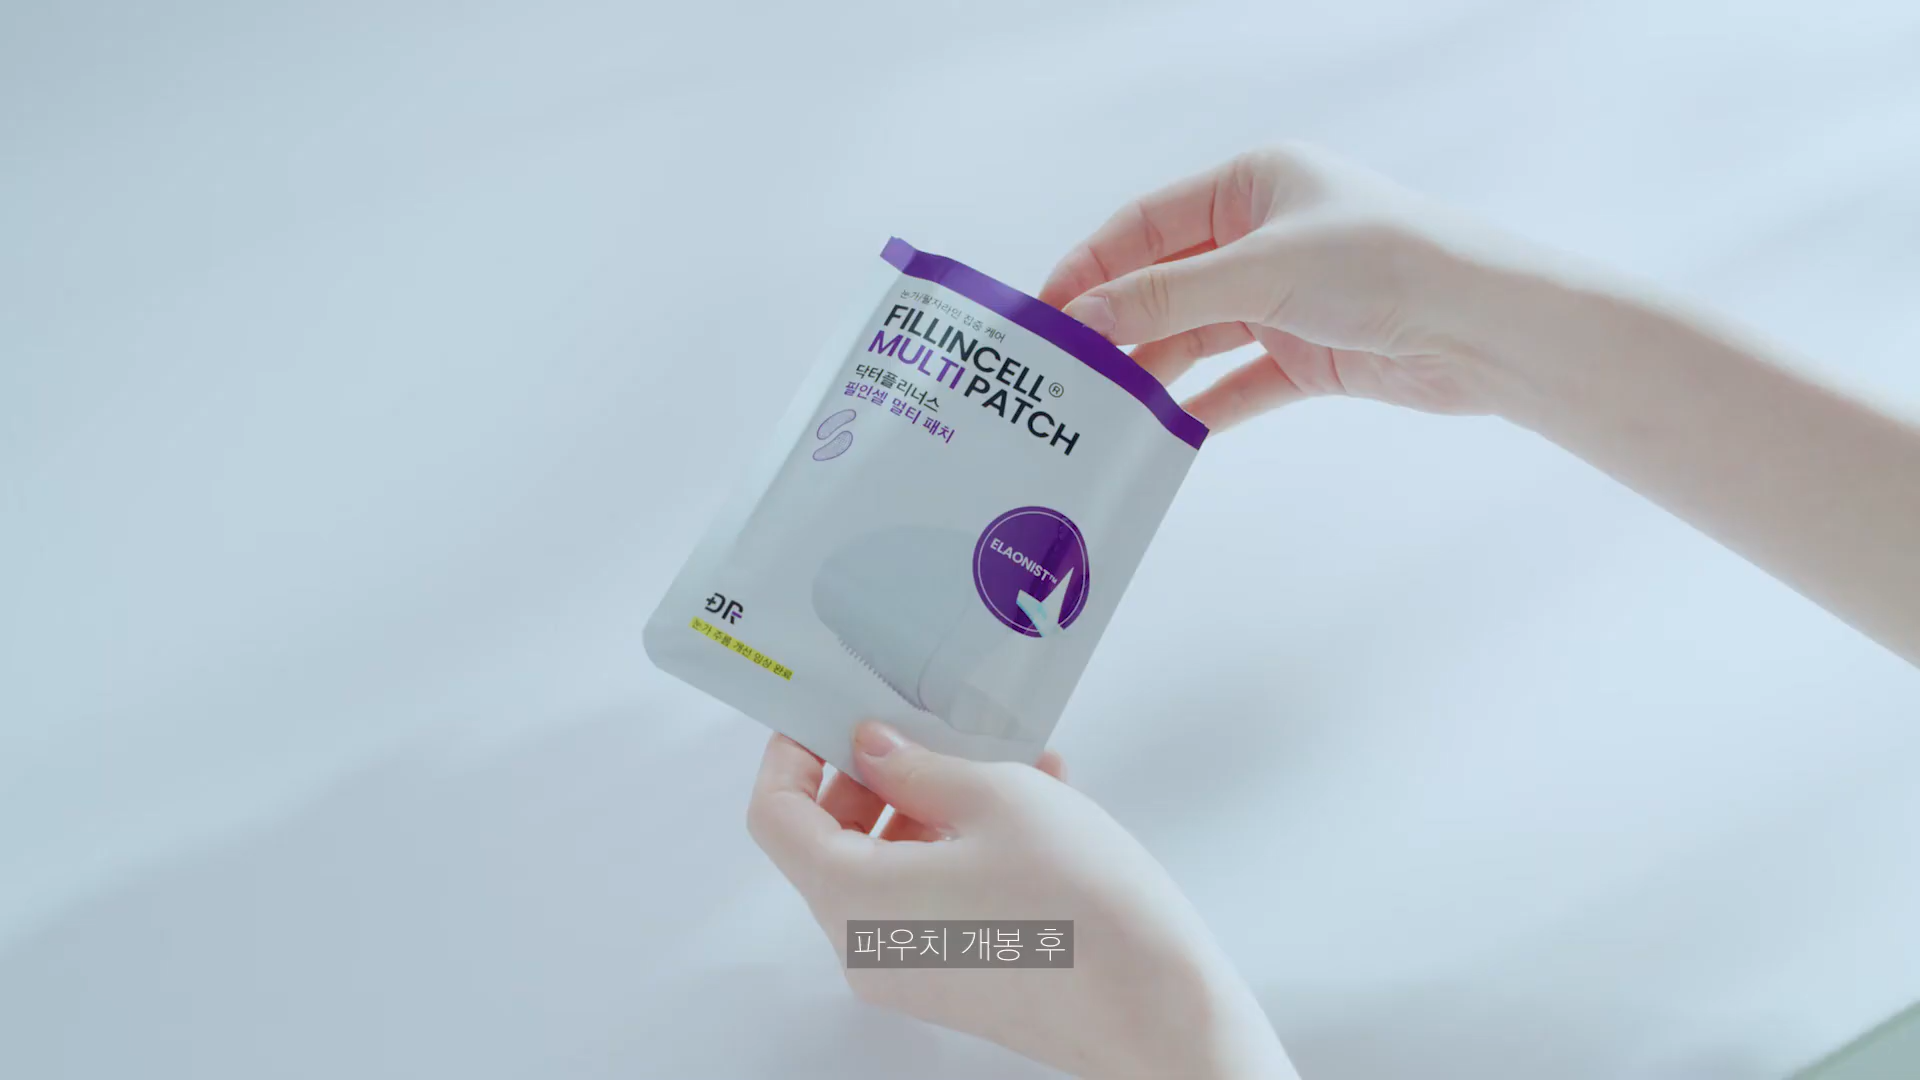 눈가/팔자라인 집중 케어
FILLINCELL®
MULTI PATCH
닥터플리너스
필인셀 멀티 패치
ELAONIST™
DR
눈가 주름 개선 임상 완료
파우치 개봉 후